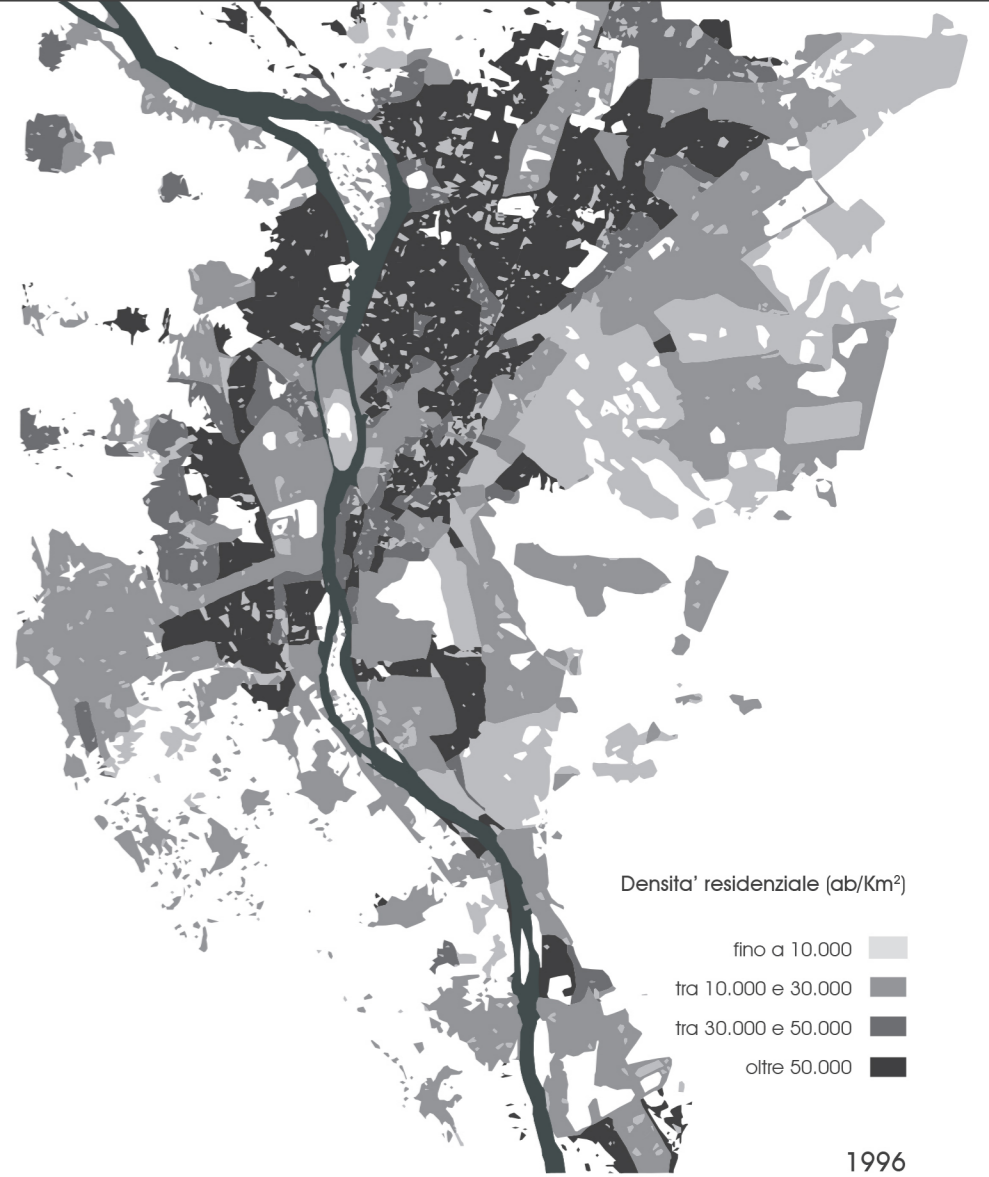 Densita' residenziale (ab/Km²)
fino a 10.000
tra 10.000 e 30.000
tra 30.000 e 50.000
oltre 50.000
1996